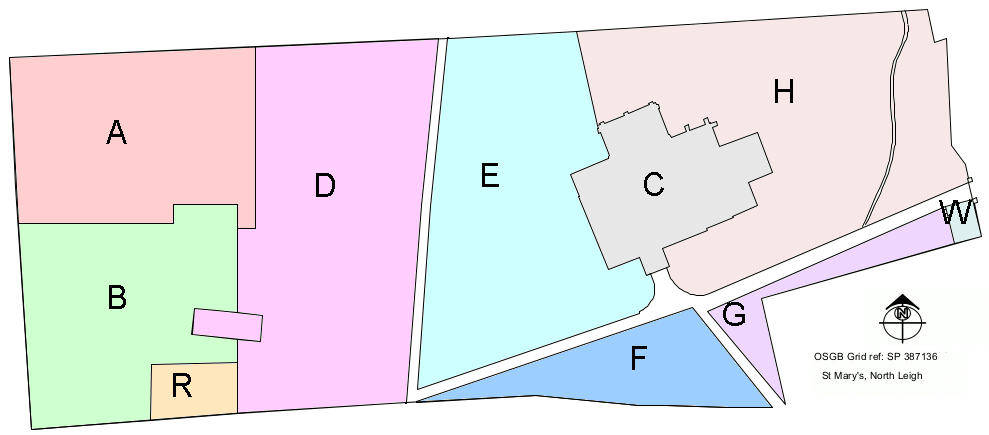 A
H
D
E
C
W
B
G
N
F
R
OSGB Grid ref: SP 387136
St Mary's, North Leigh